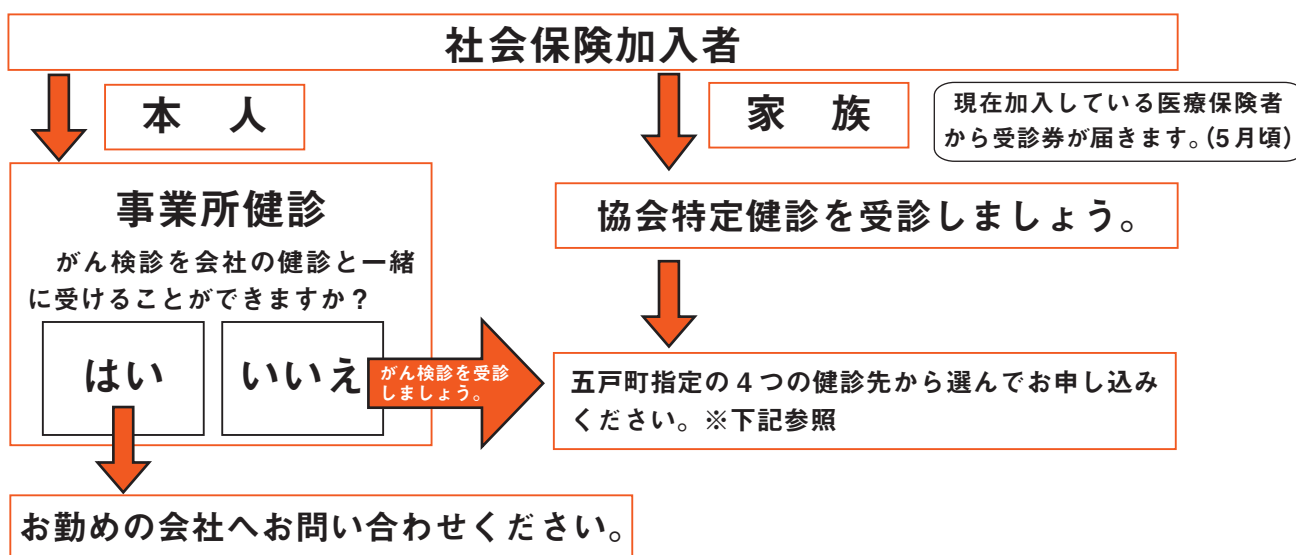 社会保険加入者
本　人
家　族
現在加入している医療保険者
から受診券が届きます。(5月頃)
事業所健診
がん検診を会社の健診と一緒
に受けることができますか？
はい
いいえ
がん検診を受診
しましょう。
協会特定健診を受診しましょう。
五戸町指定の４つの健診先から選んでお申し込み
ください。※下記参照
お勤めの会社へお問い合わせください。